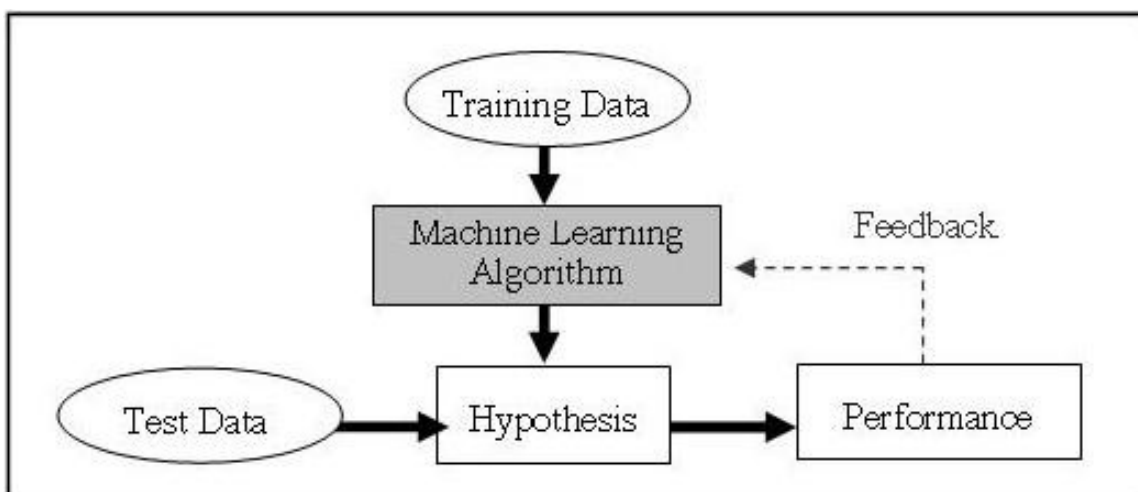 Training Data
Machine Learning
Algorithm
Feedback
Test Data
Hypothesis
Performance